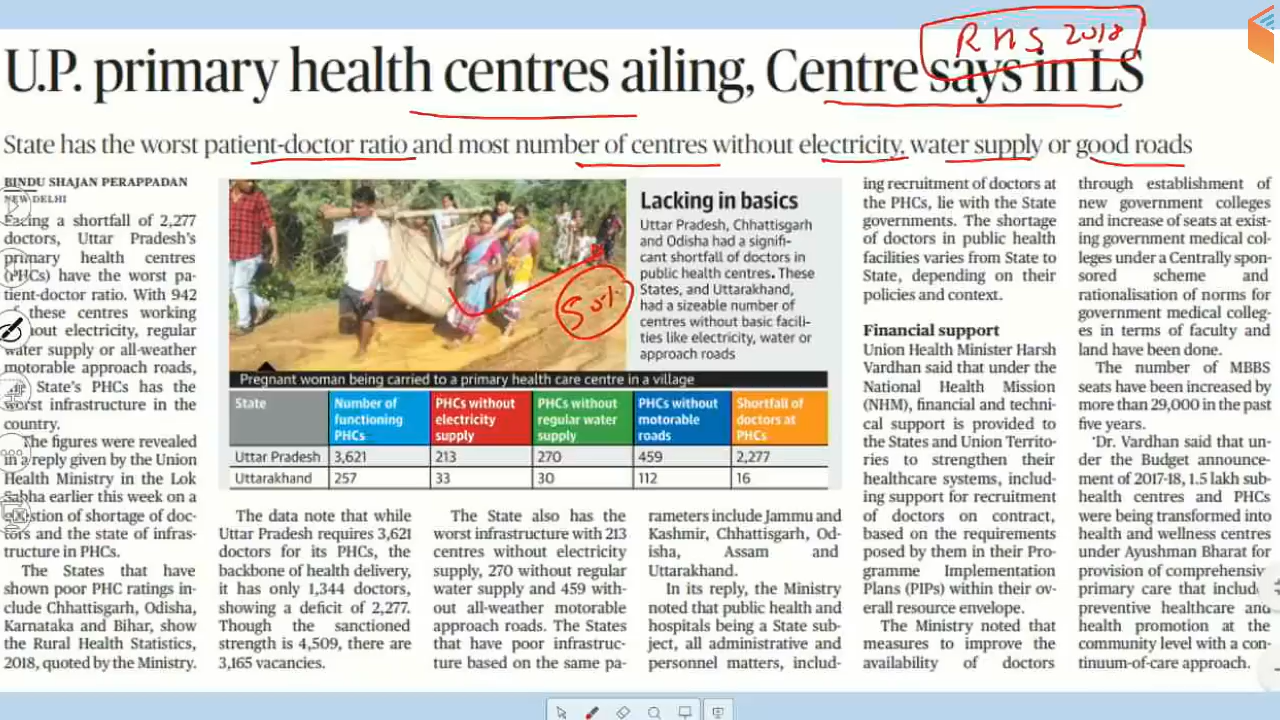 RHS 2018
U.P. primary health centres ailing, Centre says in LS
State has the worst patient-doctor ratio and most number of centres without electricity, water supply or good roads
BINDU SHAJAN PERAPPADAN
NEW DELHI
Facing a shortfall of 2,277
doctors, Uttar Pradesh's
primary health centres
(PHCs) have the worst pa-
tient-doctor ratio. With 942
these centres working
out electricity, regular
water supply or all-weather
motorable approach roads,
State's PHCs has the
worst infrastructure in the
country.
The figures were revealed
in a reply given by the Union
Health Ministry in the Lok
Sabha earlier this week on a
question of shortage of doc-
tors and the state of infras-
tructure in PHCs.
The States that have
shown poor PHC ratings in-
clude Chhattisgarh, Odisha,
Karnataka and Bihar, show
the Rural Health Statistics,
2018, quoted by the Ministry.
50%
Lacking in basics
Uttar Pradesh, Chhattisgarh
and Odisha had a signifi-
cant shortfall of doctors in
public health centres. These
States, and Uttarakhand,
had a sizeable number of
centres without basic facili-
ties like electricity, water or
approach roads
Pregnant woman being carried to a primary health care centre in a village
State Number of functioning PHCs PHCs without electricity supply PHCs without regular water supply PHCs without motorable roads Shortfall of doctors at PHCs
Uttar Pradesh 3,621 213 270 459 2,277
Uttarakhand 257 33 30 112 16
The data note that while
Uttar Pradesh requires 3,621
doctors for its PHCs, the
backbone of health delivery,
it has only 1,344 doctors,
showing a deficit of 2,277.
Though the sanctioned
strength is 4,509, there are
3,165 vacancies.
The State also has the
worst infrastructure with 213
centres without electricity
supply, 270 without regular
water supply and 459 with-
out all-weather motorable
approach roads. The States
that have poor infrastruc-
ture based on the same pa-
rameters include Jammu and
Kashmir, Chhattisgarh, Od-
isha, Assam and
Uttarakhand.
In its reply, the Ministry
noted that public health and
hospitals being a State sub-
ject, all administrative and
personnel matters, includ-
ing recruitment of doctors at
the PHCs, lie with the State
governments. The shortage
of doctors in public health
facilities varies from State to
State, depending on their
policies and context.
Financial support
Union Health Minister Harsh
Vardhan said that under the
National Health Mission
(NHM), financial and techni-
cal support is provided to
the States and Union Territo-
ries to strengthen their
healthcare systems, includ-
ing support for recruitment
of doctors on contract,
based on the requirements
posed by them in their Pro-
gramme Implementation
Plans (PIPs) within their ov-
erall resource envelope.
The Ministry noted that
measures to improve the
availability of doctors
through establishment of
new government colleges
and increase of seats at exist-
ing government medical col-
leges under a Centrally spon-
sored scheme and
rationalisation of norms for
government medical colleg-
es in terms of faculty and
land have been done.
The number of MBBS
seats have been increased by
more than 29,000 in the past
five years.
Dr. Vardhan said that un-
der the Budget announce-
ment of 2017-18, 1.5 lakh sub-
health centres and PHCs
were being transformed into
health and wellness centres
under Ayushman Bharat for
provision of comprehensive
primary care that includes
preventive healthcare and
health promotion at the
community level with a con-
tinuum-of-care approach.